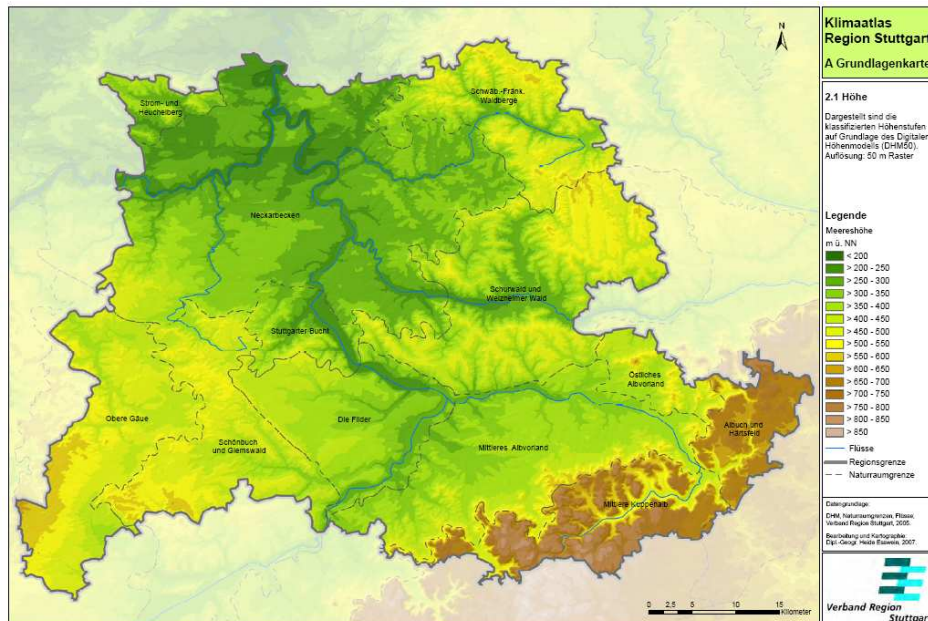 Klimaatlas
Region Stuttgart
A Grundlagenkarte
2.1 Höhe
Dargestellt sind die
klassifizierten Höhenstufen
auf Grundlage des Digitalen
Höhenmodells (DHM50).
Auflösung: 50 m Raster
Legende
Meereshöhe
m ü. NN
< 200
> 200 - 250
> 250 - 300
> 300 - 350
> 350 - 400
> 400 - 450
> 450 - 500
> 500 - 550
> 550 - 600
> 600 - 650
> 650 - 700
> 700 - 750
> 750 - 800
> 800 - 850
> 850
Flüsse
Regionsgrenze
Naturraumgrenze
Datengrundlage:
DHM, Naturraumgrenzen, Flüsse,
Verband Region Stuttgart, 2005.
Bearbeitung und Kartographie:
Dipl.-Geogr. Heide Esswein, 2007.
Verband Region
Stuttgart
N
Strom- und
Heuchelberg
Schwäb.-Fränk.
Waldberge
Neckarbecken
Schurwald und
Welzheimer Wald
Stuttgarter Bucht
Östliches
Albvorland
Obere Gäue
Die Filder
Albuch und
Härtsfeld
Schönbuch
und Glemswald
Mittleres Albvorland
Mittlere Kuppenalb
0 2,5 5 10 15
Kilometer